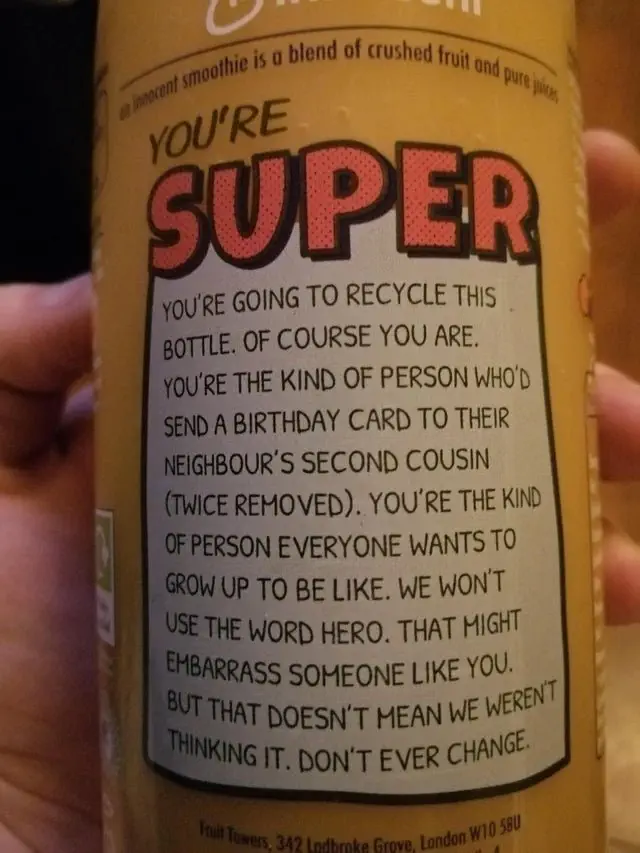 an innocent smoothie is a blend of crushed fruit and pure juices
YOU'RE
SUPER
YOU'RE GOING TO RECYCLE THIS
BOTTLE. OF COURSE YOU ARE.
YOU'RE THE KIND OF PERSON WHO'D
SEND A BIRTHDAY CARD TO THEIR
NEIGHBOUR'S SECOND COUSIN
(TWICE REMOVED). YOU'RE THE KIND
OF PERSON EVERYONE WANTS TO
GROW UP TO BE LIKE. WE WON'T
USE THE WORD HERO. THAT MIGHT
EMBARRASS SOMEONE LIKE YOU.
BUT THAT DOESN'T MEAN WE WEREN'T
THINKING IT. DON'T EVER CHANGE.
Fruit Towers, 342 Ladbroke Grove, London W10 5BU